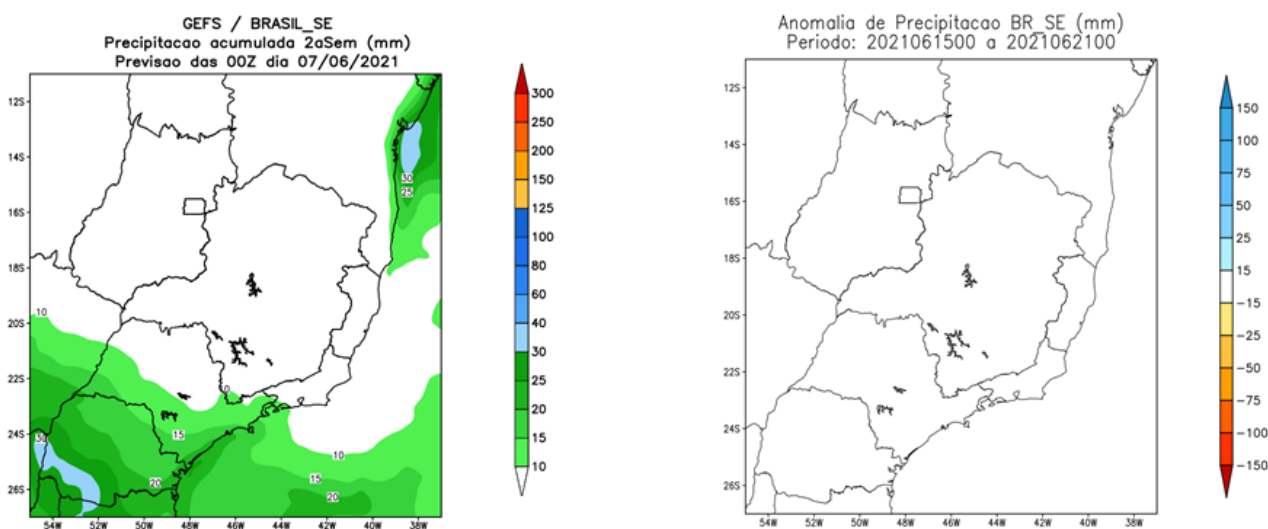 GEFS / BRASIL_SE
Precipitacao acumulada 2aSem (mm)
Previsao das 00Z dia 07/06/2021
12S
14S
16S
18S
20S
22S
24S
26S
54W 52W 50W 48W 46W 44W 42W 40W 38W
30
25
10
0
15
30
10
20
15
20
300
250
200
150
125
100
80
60
40
30
25
20
15
10
Anomalia de Precipitacao BR_SE (mm)
Periodo: 2021061500 a 2021062100
12S
14S
16S
18S
20S
22S
24S
26S
54W 52W 50W 48W 46W 44W 42W 40W 38W
150
100
75
50
25
15
-15
-25
-50
-75
-100
-150